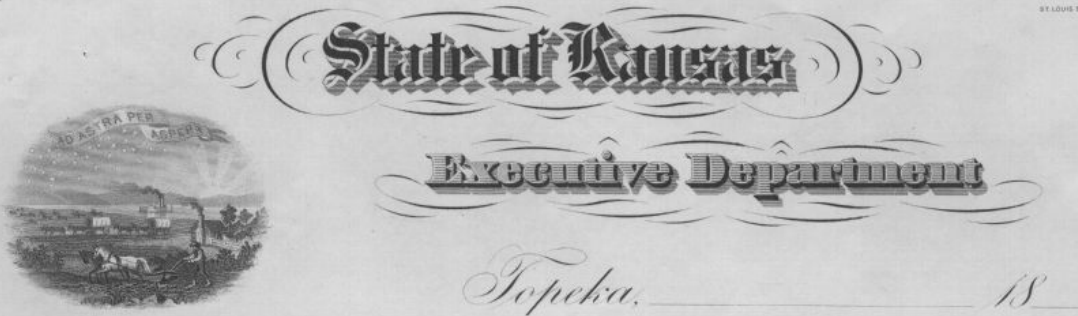 ST. LOUIS
State of Kansas
AD ASTRA PER
ASPERA
Executive Department
Topeka, 18